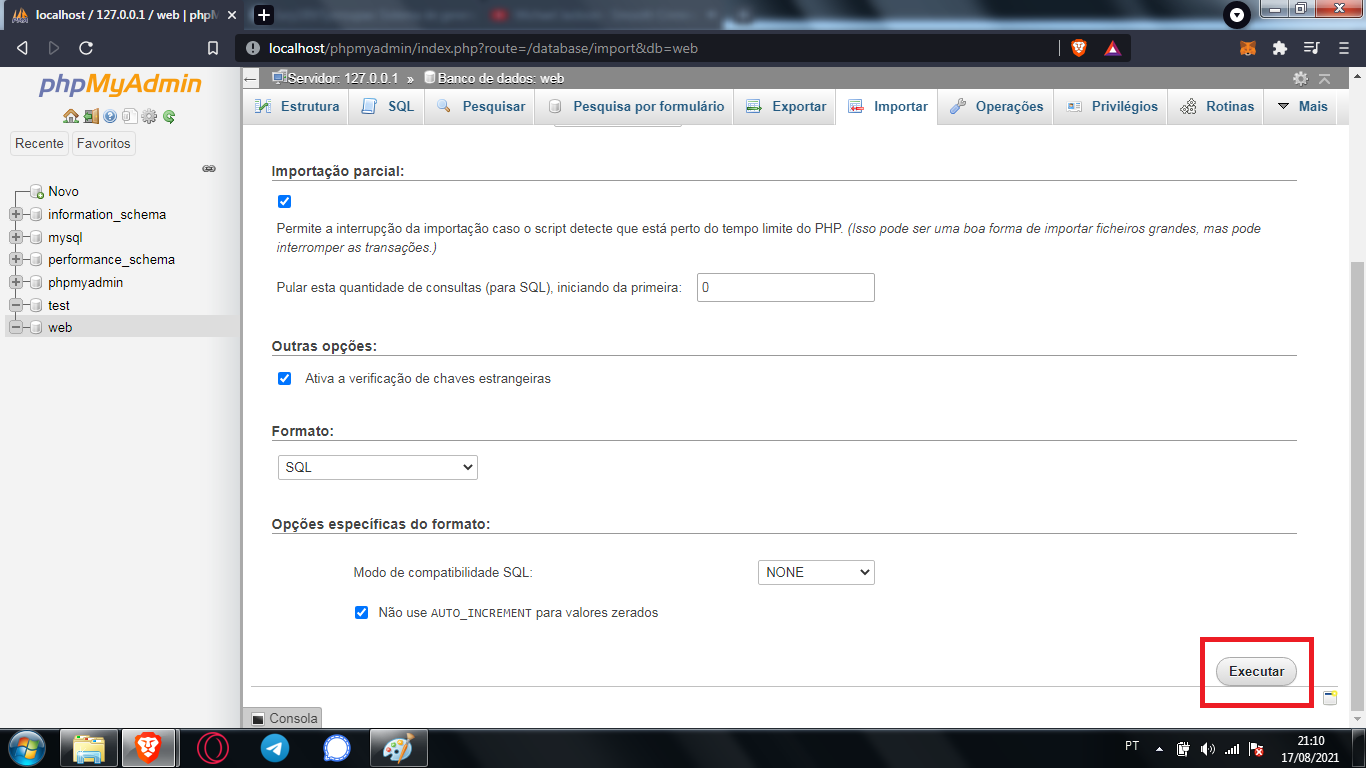 localhost / 127.0.0.1 / web | phpM
localhost/phpmyadmin/index.php?route=/database/import&db=web
phpMyAdmin
Recente Favoritos
Novo
information_schema
mysql
performance_schema
phpmyadmin
test
web
Servidor: 127.0.0.1 » Banco de dados: web
Estrutura SQL Pesquisar Pesquisa por formulário Exportar Importar Operações Privilégios Rotinas Mais
Importação parcial:
Permite a interrupção da importação caso o script detecte que está perto do tempo limite do PHP. (Isso pode ser uma boa forma de importar ficheiros grandes, mas pode
interromper as transações.)
Pular esta quantidade de consultas (para SQL), iniciando da primeira: 0
Outras opções:
Ativa a verificação de chaves estrangeiras
Formato:
SQL
Opções específicas do formato:
Modo de compatibilidade SQL: NONE
Não use AUTO_INCREMENT para valores zerados
Executar
Consola
PT
21:10
17/08/2021